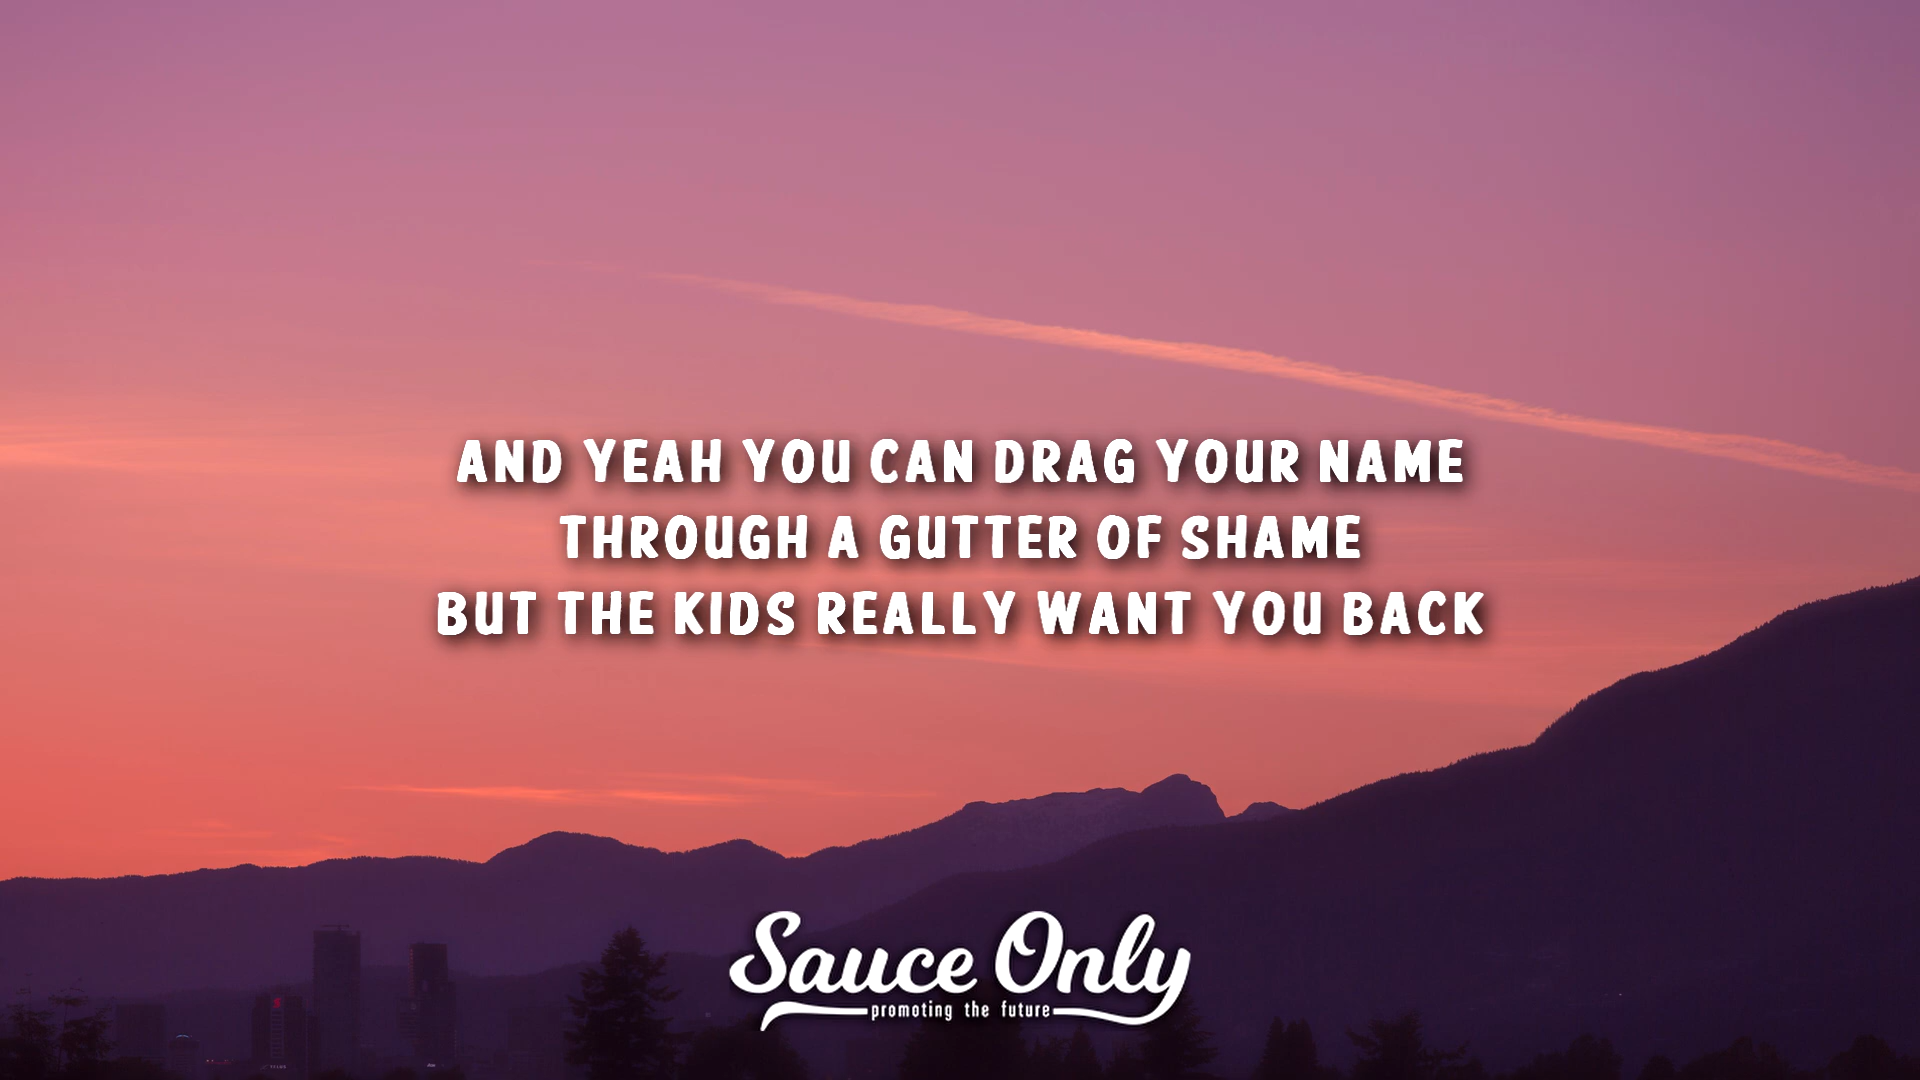 AND YEAH YOU CAN DRAG YOUR NAME
THROUGH A GUTTER OF SHAME
BUT THE KIDS REALLY WANT YOU BACK
Sauce Only
promoting the future